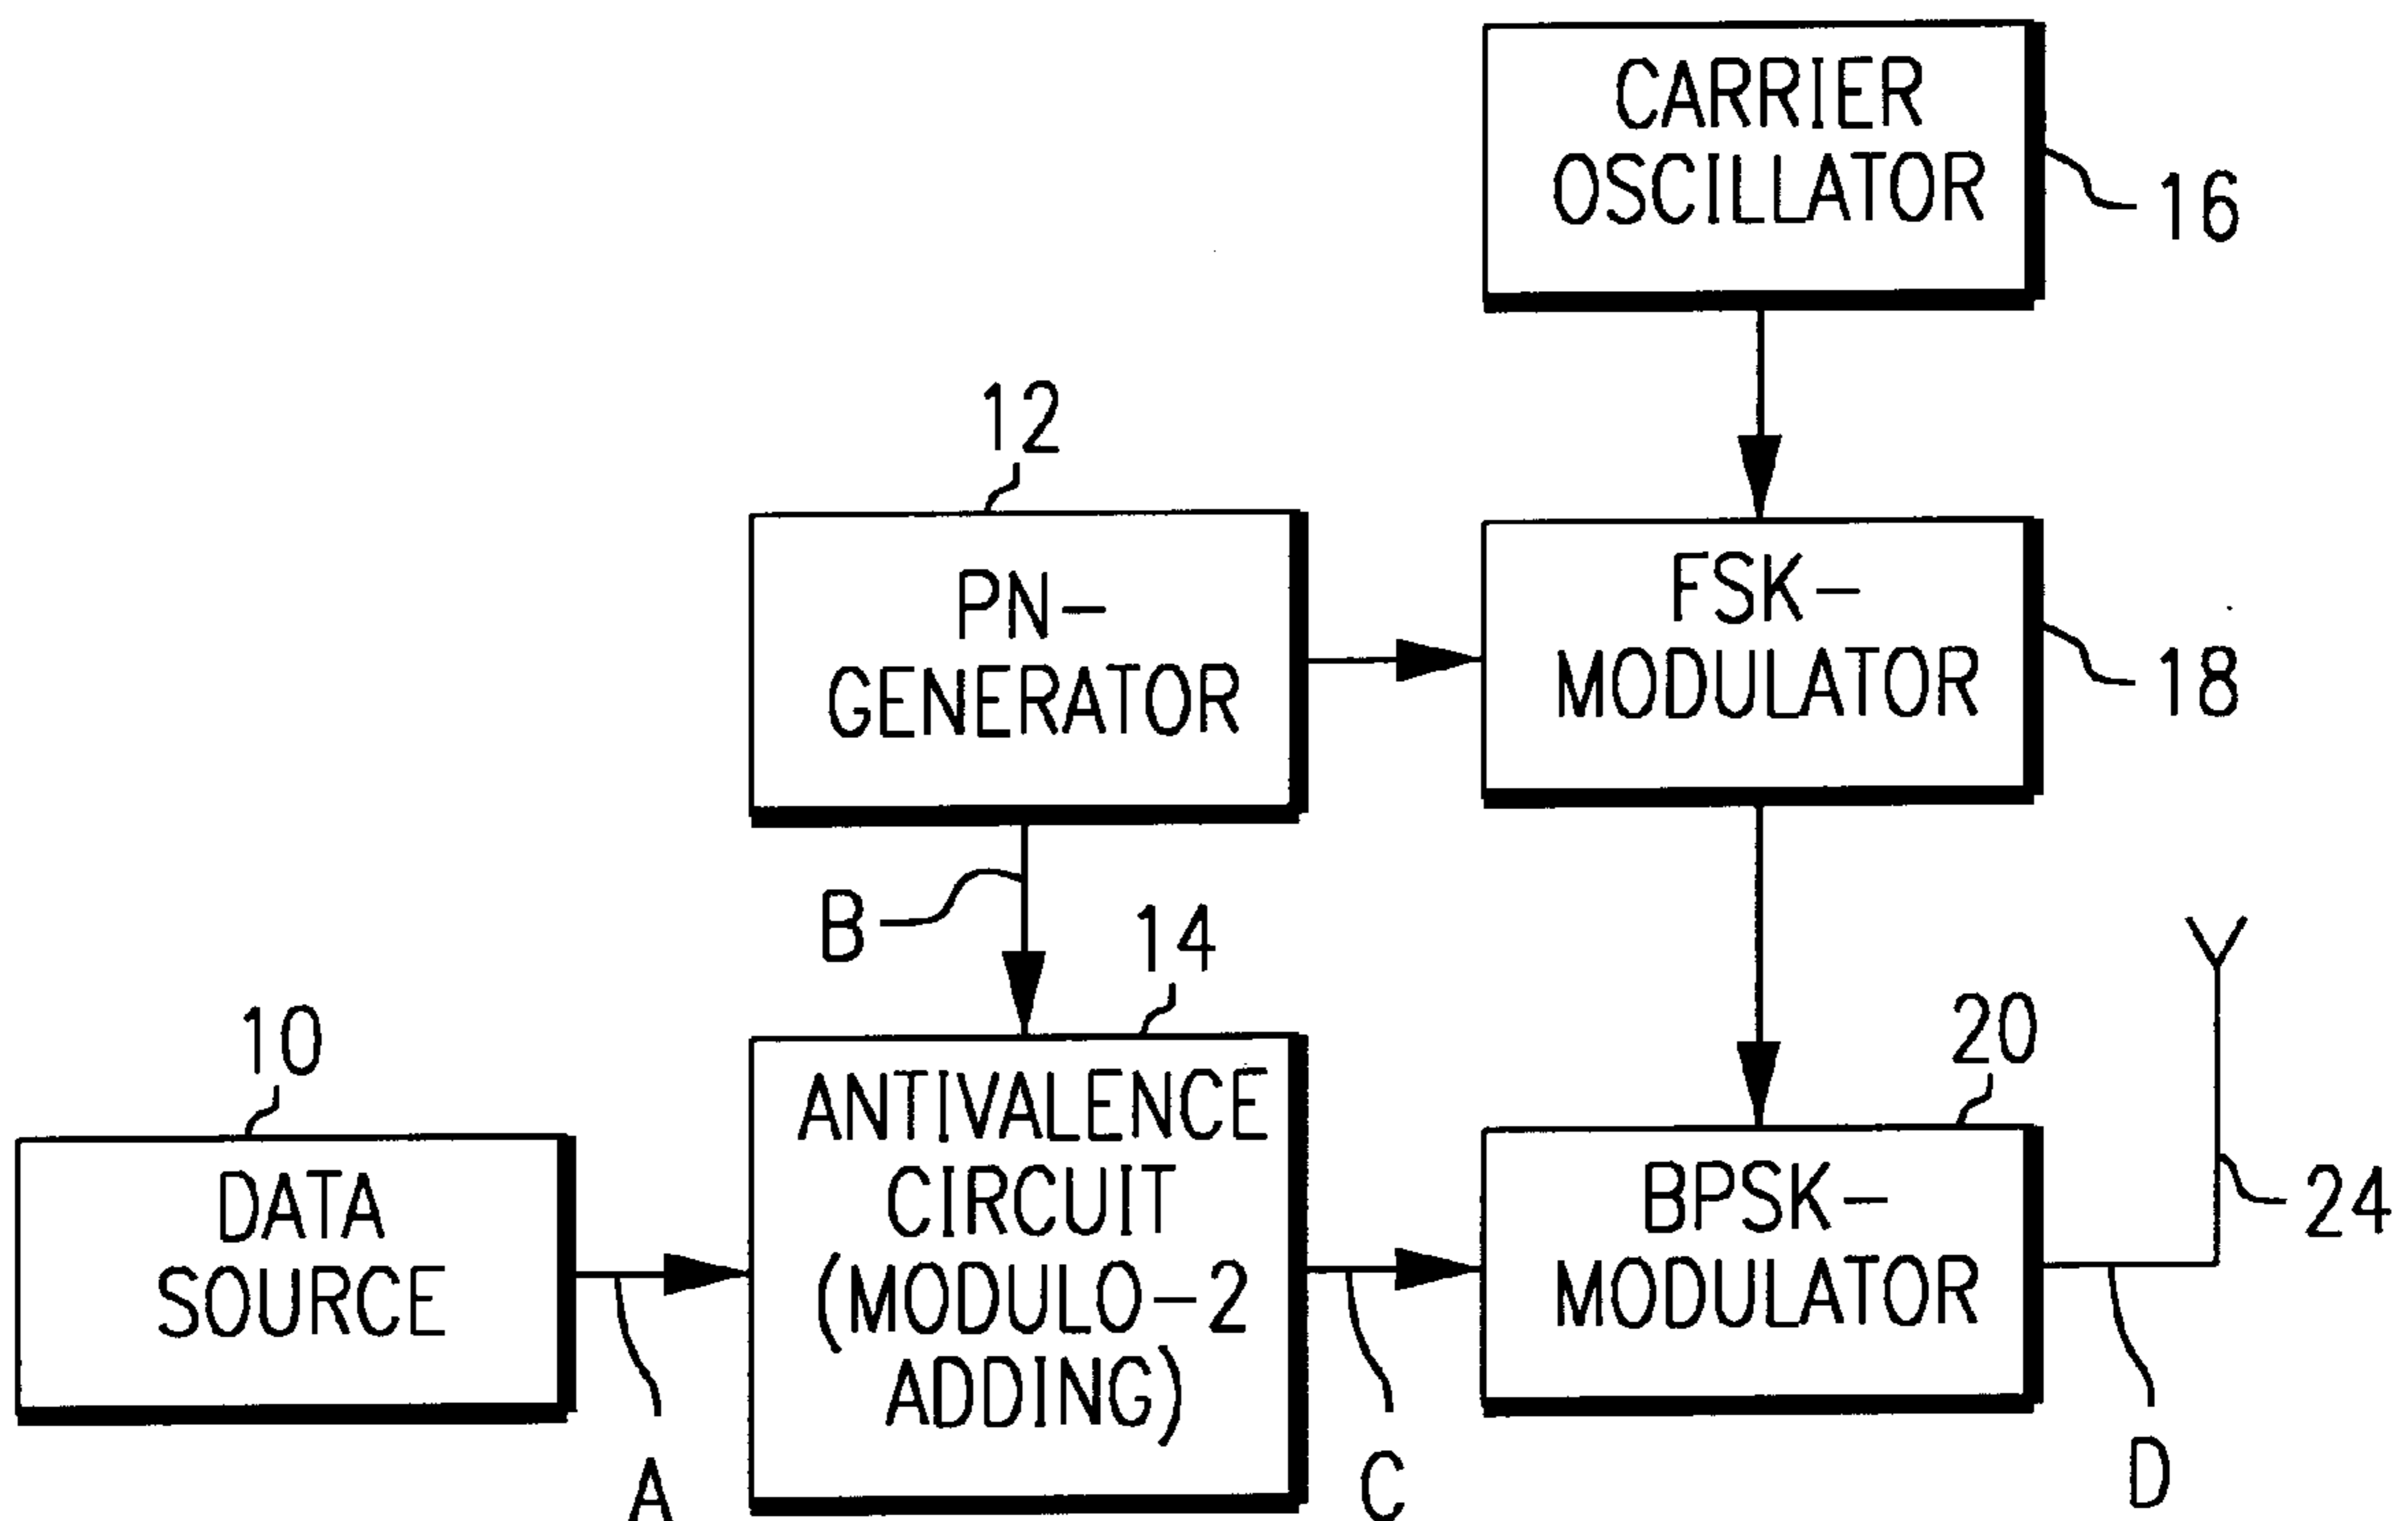 CARRIER
OSCILLATOR
16
12
PN-
GENERATOR
FSK-
MODULATOR
18
B
14
10
DATA
SOURCE
ANTIVALENCE
CIRCUIT
(MODULO-2
ADDING)
20
BPSK-
MODULATOR
24
A
C
D